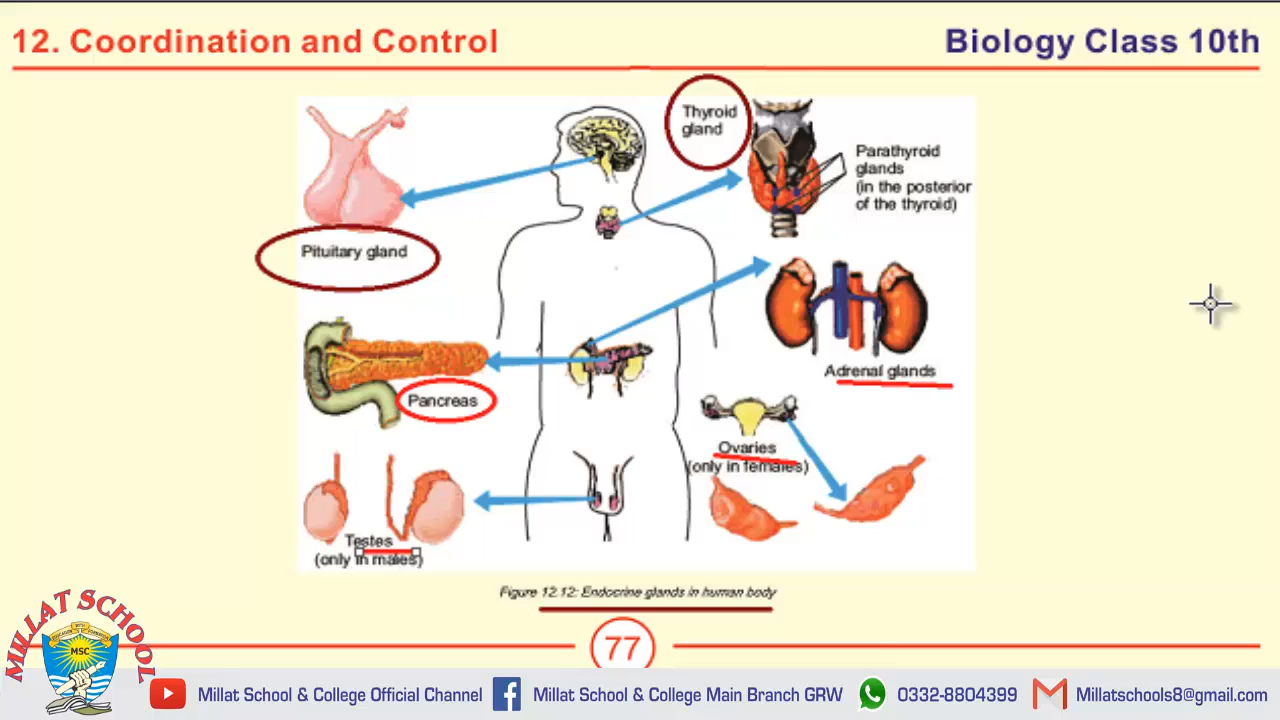 12. Coordination and Control
Biology Class 10th
Thyroid
gland
Parathyroid
glands
(in the posterior
of the thyroid)
Pituitary gland
Adrenal glands
Pancreas
Ovaries
(only in females)
Testes
(only in males)
Figure 12.12: Endocrine glands in human body
77
MILLAT SCHOOL
MSC
Millat School & College Official Channel
Millat School & College Main Branch GRW
0332-8804399
Millatschools8@gmail.com